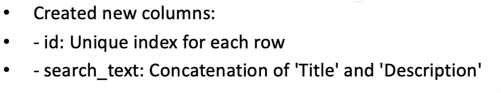 • Created new columns:
• - id: Unique index for each row
• - search_text: Concatenation of 'Title' and 'Description'